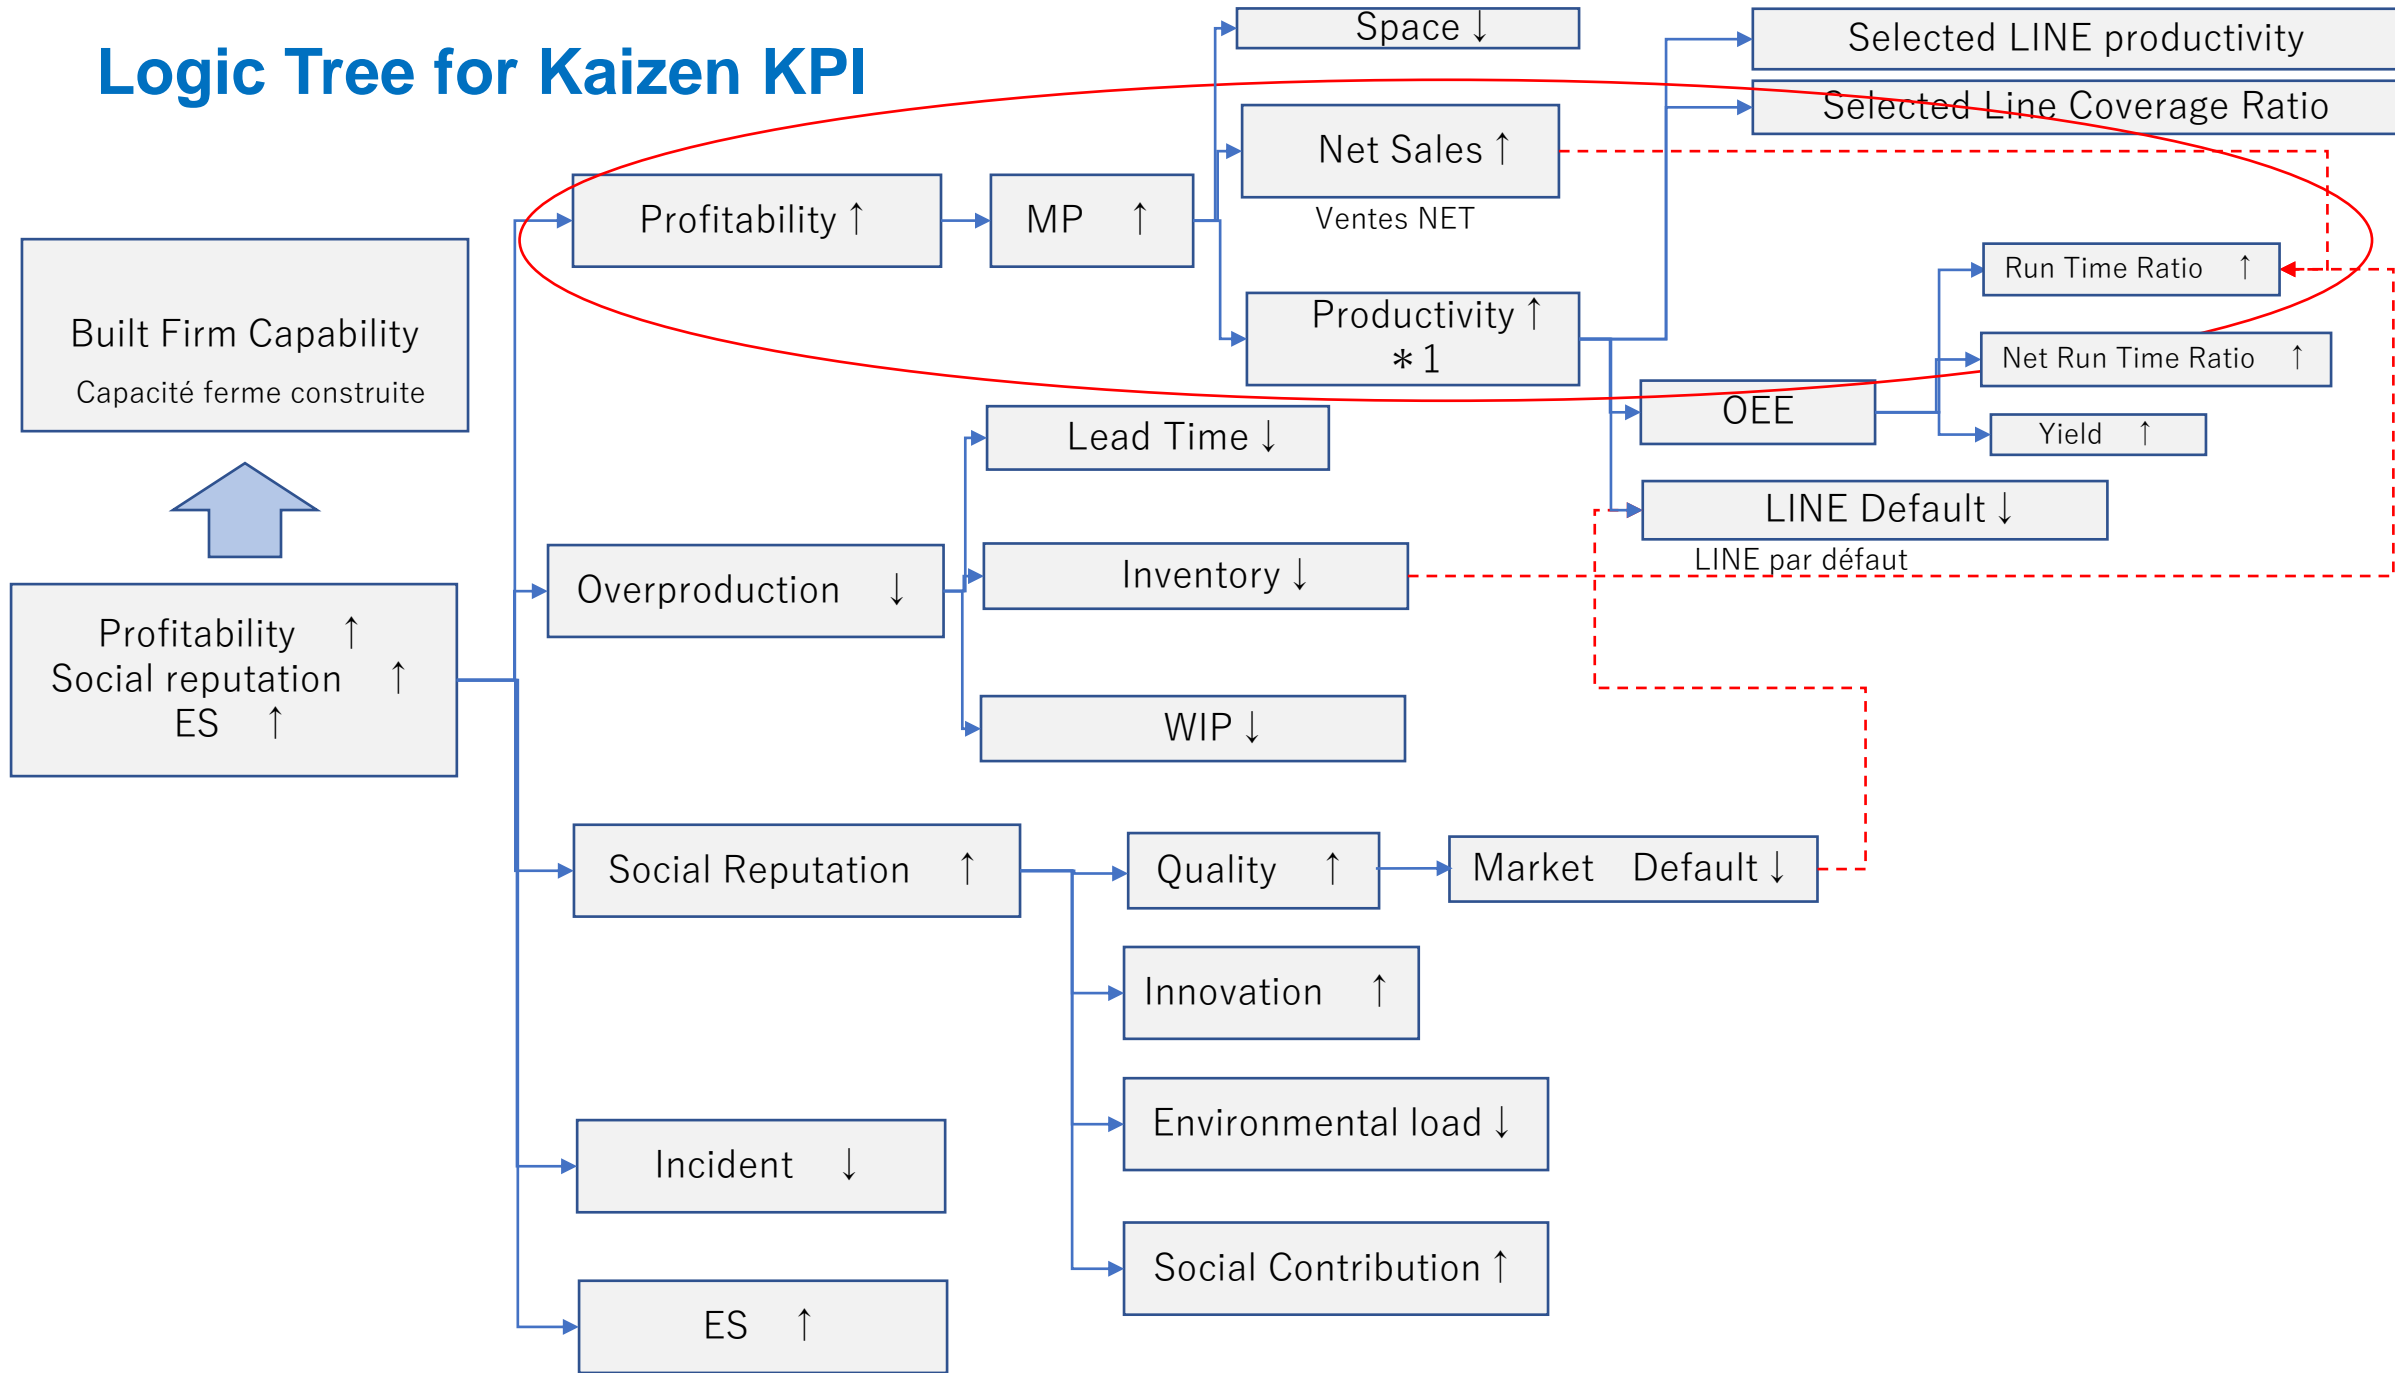 Logic Tree for Kaizen KPI
Space ↓
Selected LINE productivity
Selected Line Coverage Ratio
Net Sales ↑
Ventes NET
Profitability ↑
MP ↑
Run Time Ratio ↑
Productivity ↑
*1
Net Run Time Ratio ↑
Built Firm Capability
Capacité ferme construite
OEE
Yield ↑
Lead Time ↓
LINE Default ↓
LINE par défaut
Overproduction ↓
Inventory ↓
Profitability ↑
Social reputation ↑
ES ↑
WIP ↓
Social Reputation ↑
Quality ↑
Market Default ↓
Innovation ↑
Environmental load ↓
Incident ↓
Social Contribution ↑
ES ↑